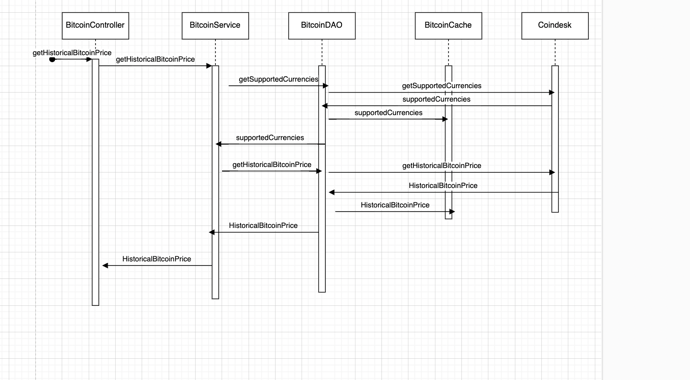 BitcoinController
BitcoinService
BitcoinDAO
BitcoinCache
Coindesk
getHistoricalBitcoinPrice
getHistoricalBitcoinPrice
getSupportedCurrencies
getSupportedCurrencies
supportedCurrencies
supportedCurrencies
supportedCurrencies
getHistoricalBitcoinPrice
getHistoricalBitcoinPrice
HistoricalBitcoinPrice
HistoricalBitcoinPrice
HistoricalBitcoinPrice
HistoricalBitcoinPrice